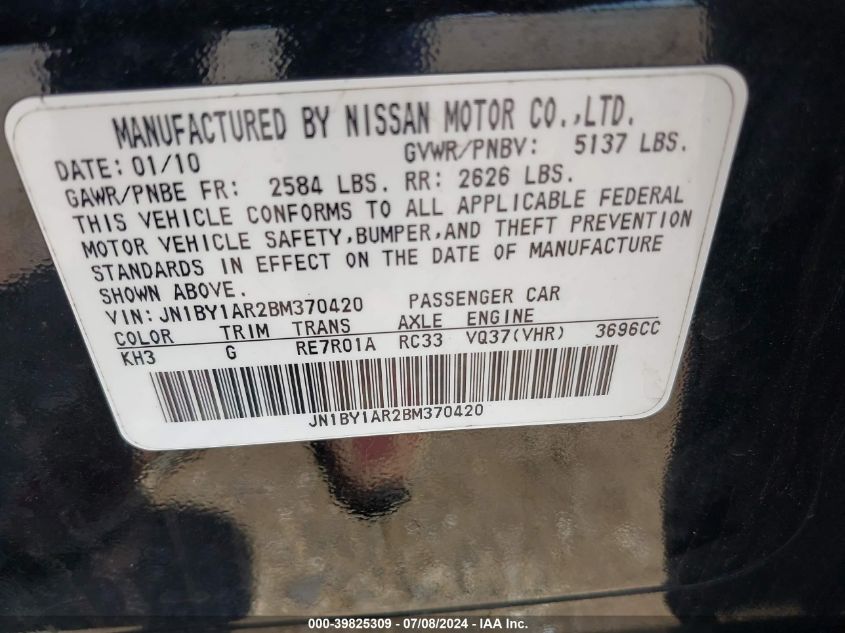 MANUFACTURED BY NISSAN MOTOR CO.,LTD.
DATE: 01/10 GVWR/PNBV: 5137 LBS.
GAWR/PNBE FR: 2584 LBS. RR: 2626 LBS.
THIS VEHICLE CONFORMS TO ALL APPLICABLE FEDERAL
MOTOR VEHICLE SAFETY,BUMPER,AND THEFT PREVENTION
STANDARDS IN EFFECT ON THE DATE OF MANUFACTURE
SHOWN ABOVE.
VIN: JN1BY1AR2BM370420 PASSENGER CAR
COLOR TRIM TRANS AXLE ENGINE
KH3 G RE7R01A RC33 VQ37(VHR) 3696CC
JN1BY1AR2BM370420
000-39825309 / 07/08/2024 - IAA Inc.